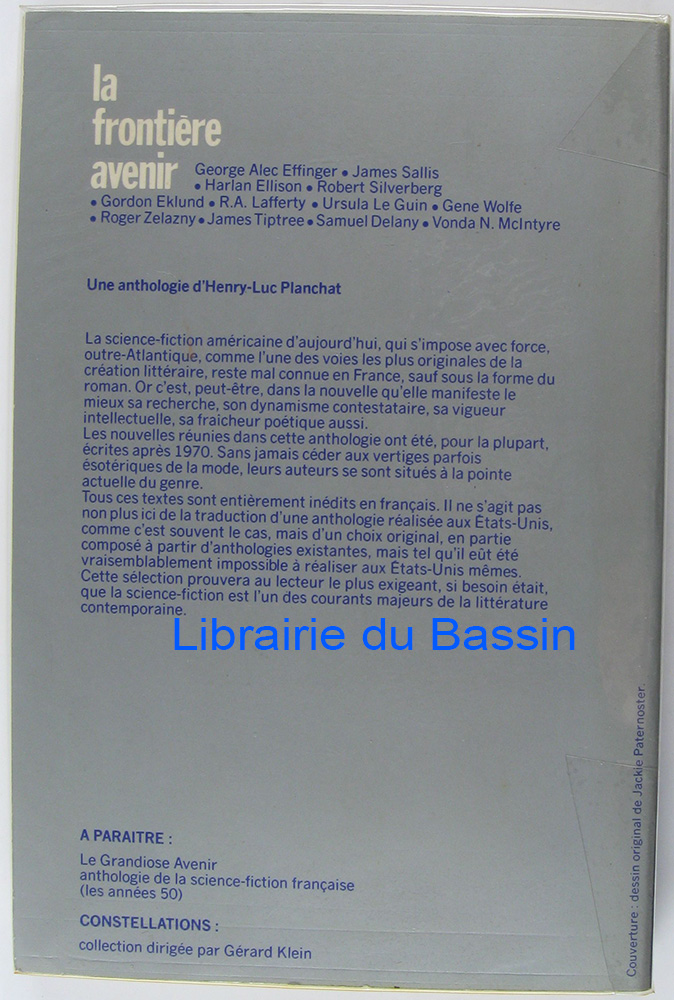 la
frontière
avenir
George Alec Effinger • James Sallis
• Harlan Ellison • Robert Silverberg
• Gordon Eklund • R.A. Lafferty • Ursula Le Guin • Gene Wolfe
• Roger Zelazny • James Tiptree • Samuel Delany • Vonda N. McIntyre
Une anthologie d'Henry-Luc Planchat
La science-fiction américaine d'aujourd'hui, qui s'impose avec force,
outre-Atlantique, comme l'une des voies les plus originales de la
création littéraire, reste mal connue en France, sauf sous la forme du
roman. Or c'est, peut-être, dans la nouvelle qu'elle manifeste le
mieux sa recherche, son dynamisme contestataire, sa vigueur
intellectuelle, sa fraicheur poétique aussi.
Les nouvelles réunies dans cette anthologie ont été, pour la plupart,
écrites après 1970. Sans jamais céder aux vertiges parfois
ésotériques de la mode, leurs auteurs se sont situés à la pointe
actuelle du genre.
Tous ces textes sont entièrement inédits en français. Il ne s'agit pas
non plus ici de la traduction d'une anthologie réalisée aux États-Unis,
comme c'est souvent le cas, mais d'un choix original, en partie
composé à partir d'anthologies existantes, mais tel qu'il eût été
vraisemblablement impossible à réaliser aux États-Unis mêmes.
Cette sélection prouvera au lecteur le plus exigeant, si besoin était,
que la science-fiction est l'un des courants majeurs de la littérature
contemporaine.
Librairie du Bassin
A PARAITRE :
Le Grandiose Avenir
anthologie de la science-fiction française
(les années 50)
CONSTELLATIONS :
collection dirigée par Gérard Klein
Couverture : dessin original de Jackie Paternoster.